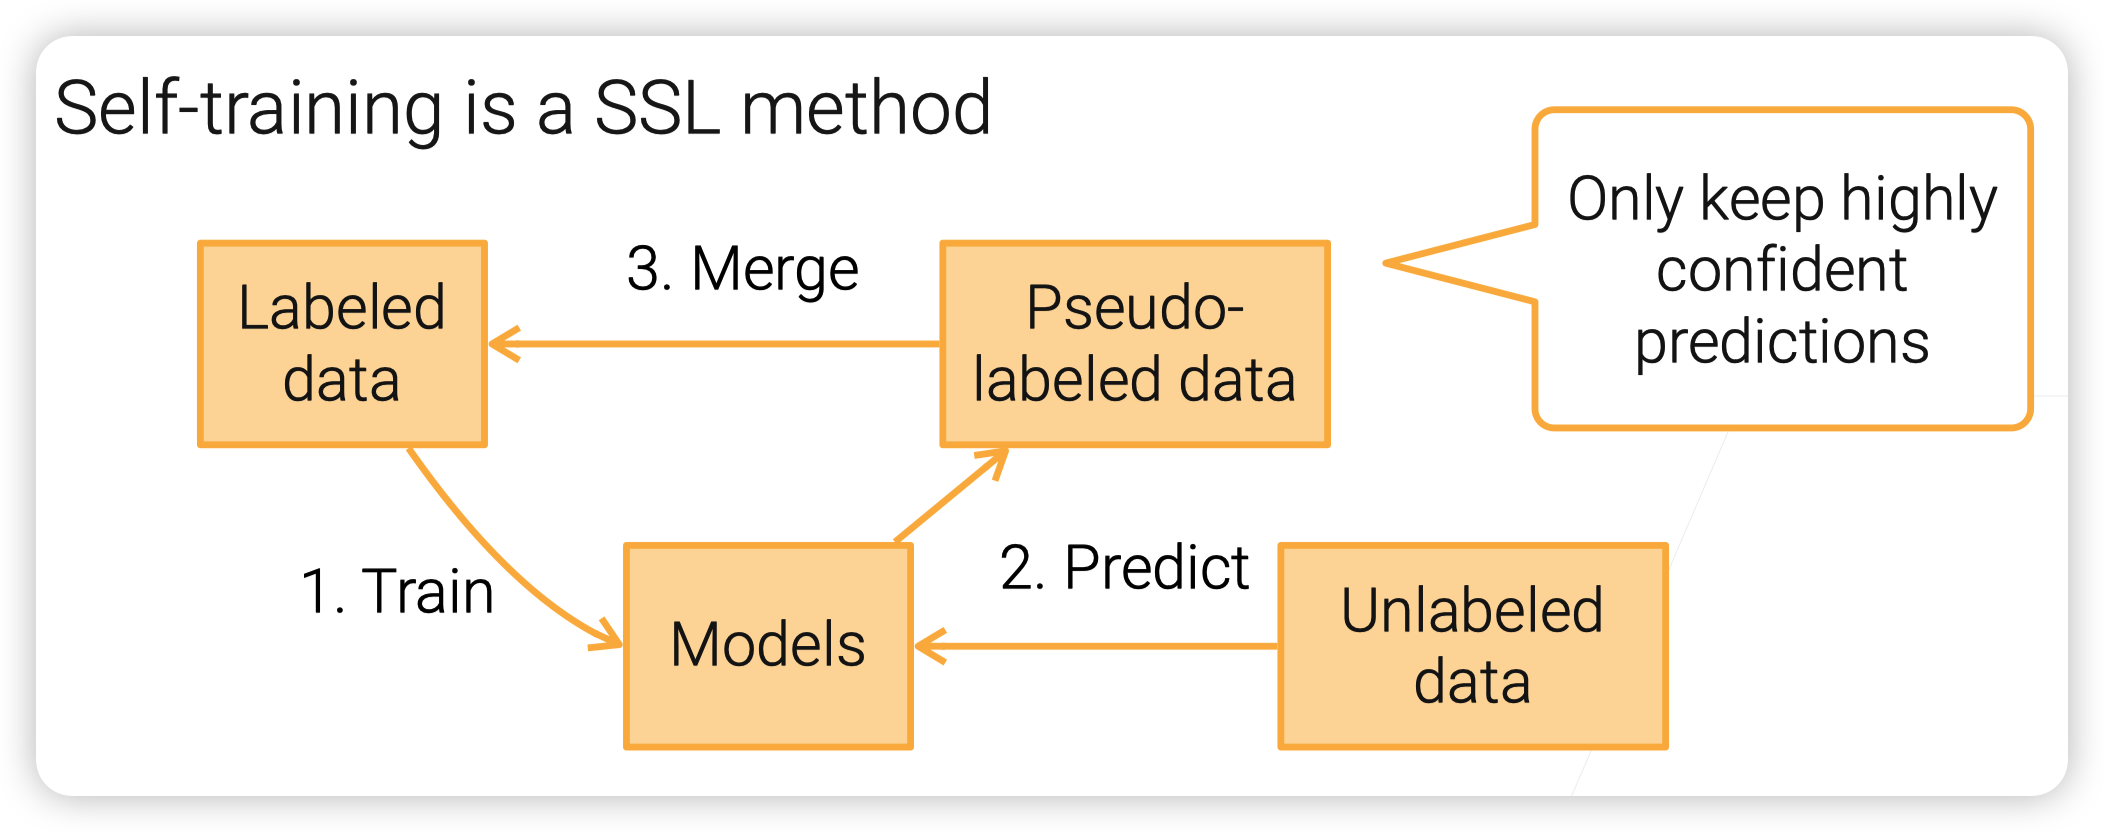 Self-training is a SSL method
Only keep highly
confident
predictions
3. Merge
Labeled
data
Pseudo-
labeled data
1. Train
2. Predict
Models
Unlabeled
data